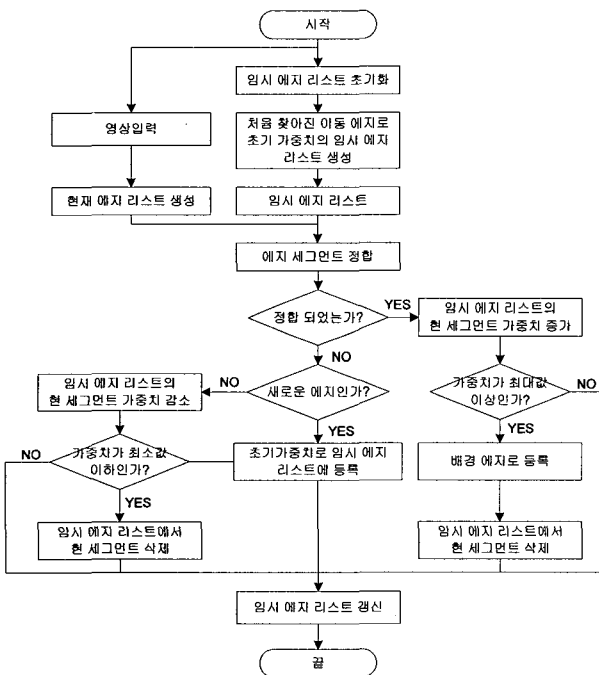 시작
임시 에지 리스트 초기화
영상입력
처음 찾아진 이동 에지로
초기 가중치의 임시 에지
리스트 생성
현재 에지 리스트 생성
임시 에지 리스트
에지 세그먼트 정합
정합 되었는가?
YES
임시 에지 리스트의
현 세그먼트 가중치 증가
NO
임시 에지 리스트의
현 세그먼트 가중치 감소
NO
새로운 에지인가?
가중치가 최대값
이상인가?
NO
YES
YES
NO
가중치가 최소값
이하인가?
초기가중치로 임시 에지
리스트에 등록
배경 에지로 등록
YES
임시 에지 리스트에서
현 세그먼트 삭제
임시 에지 리스트에서
현 세그먼트 삭제
임시 에지 리스트 갱신
끝